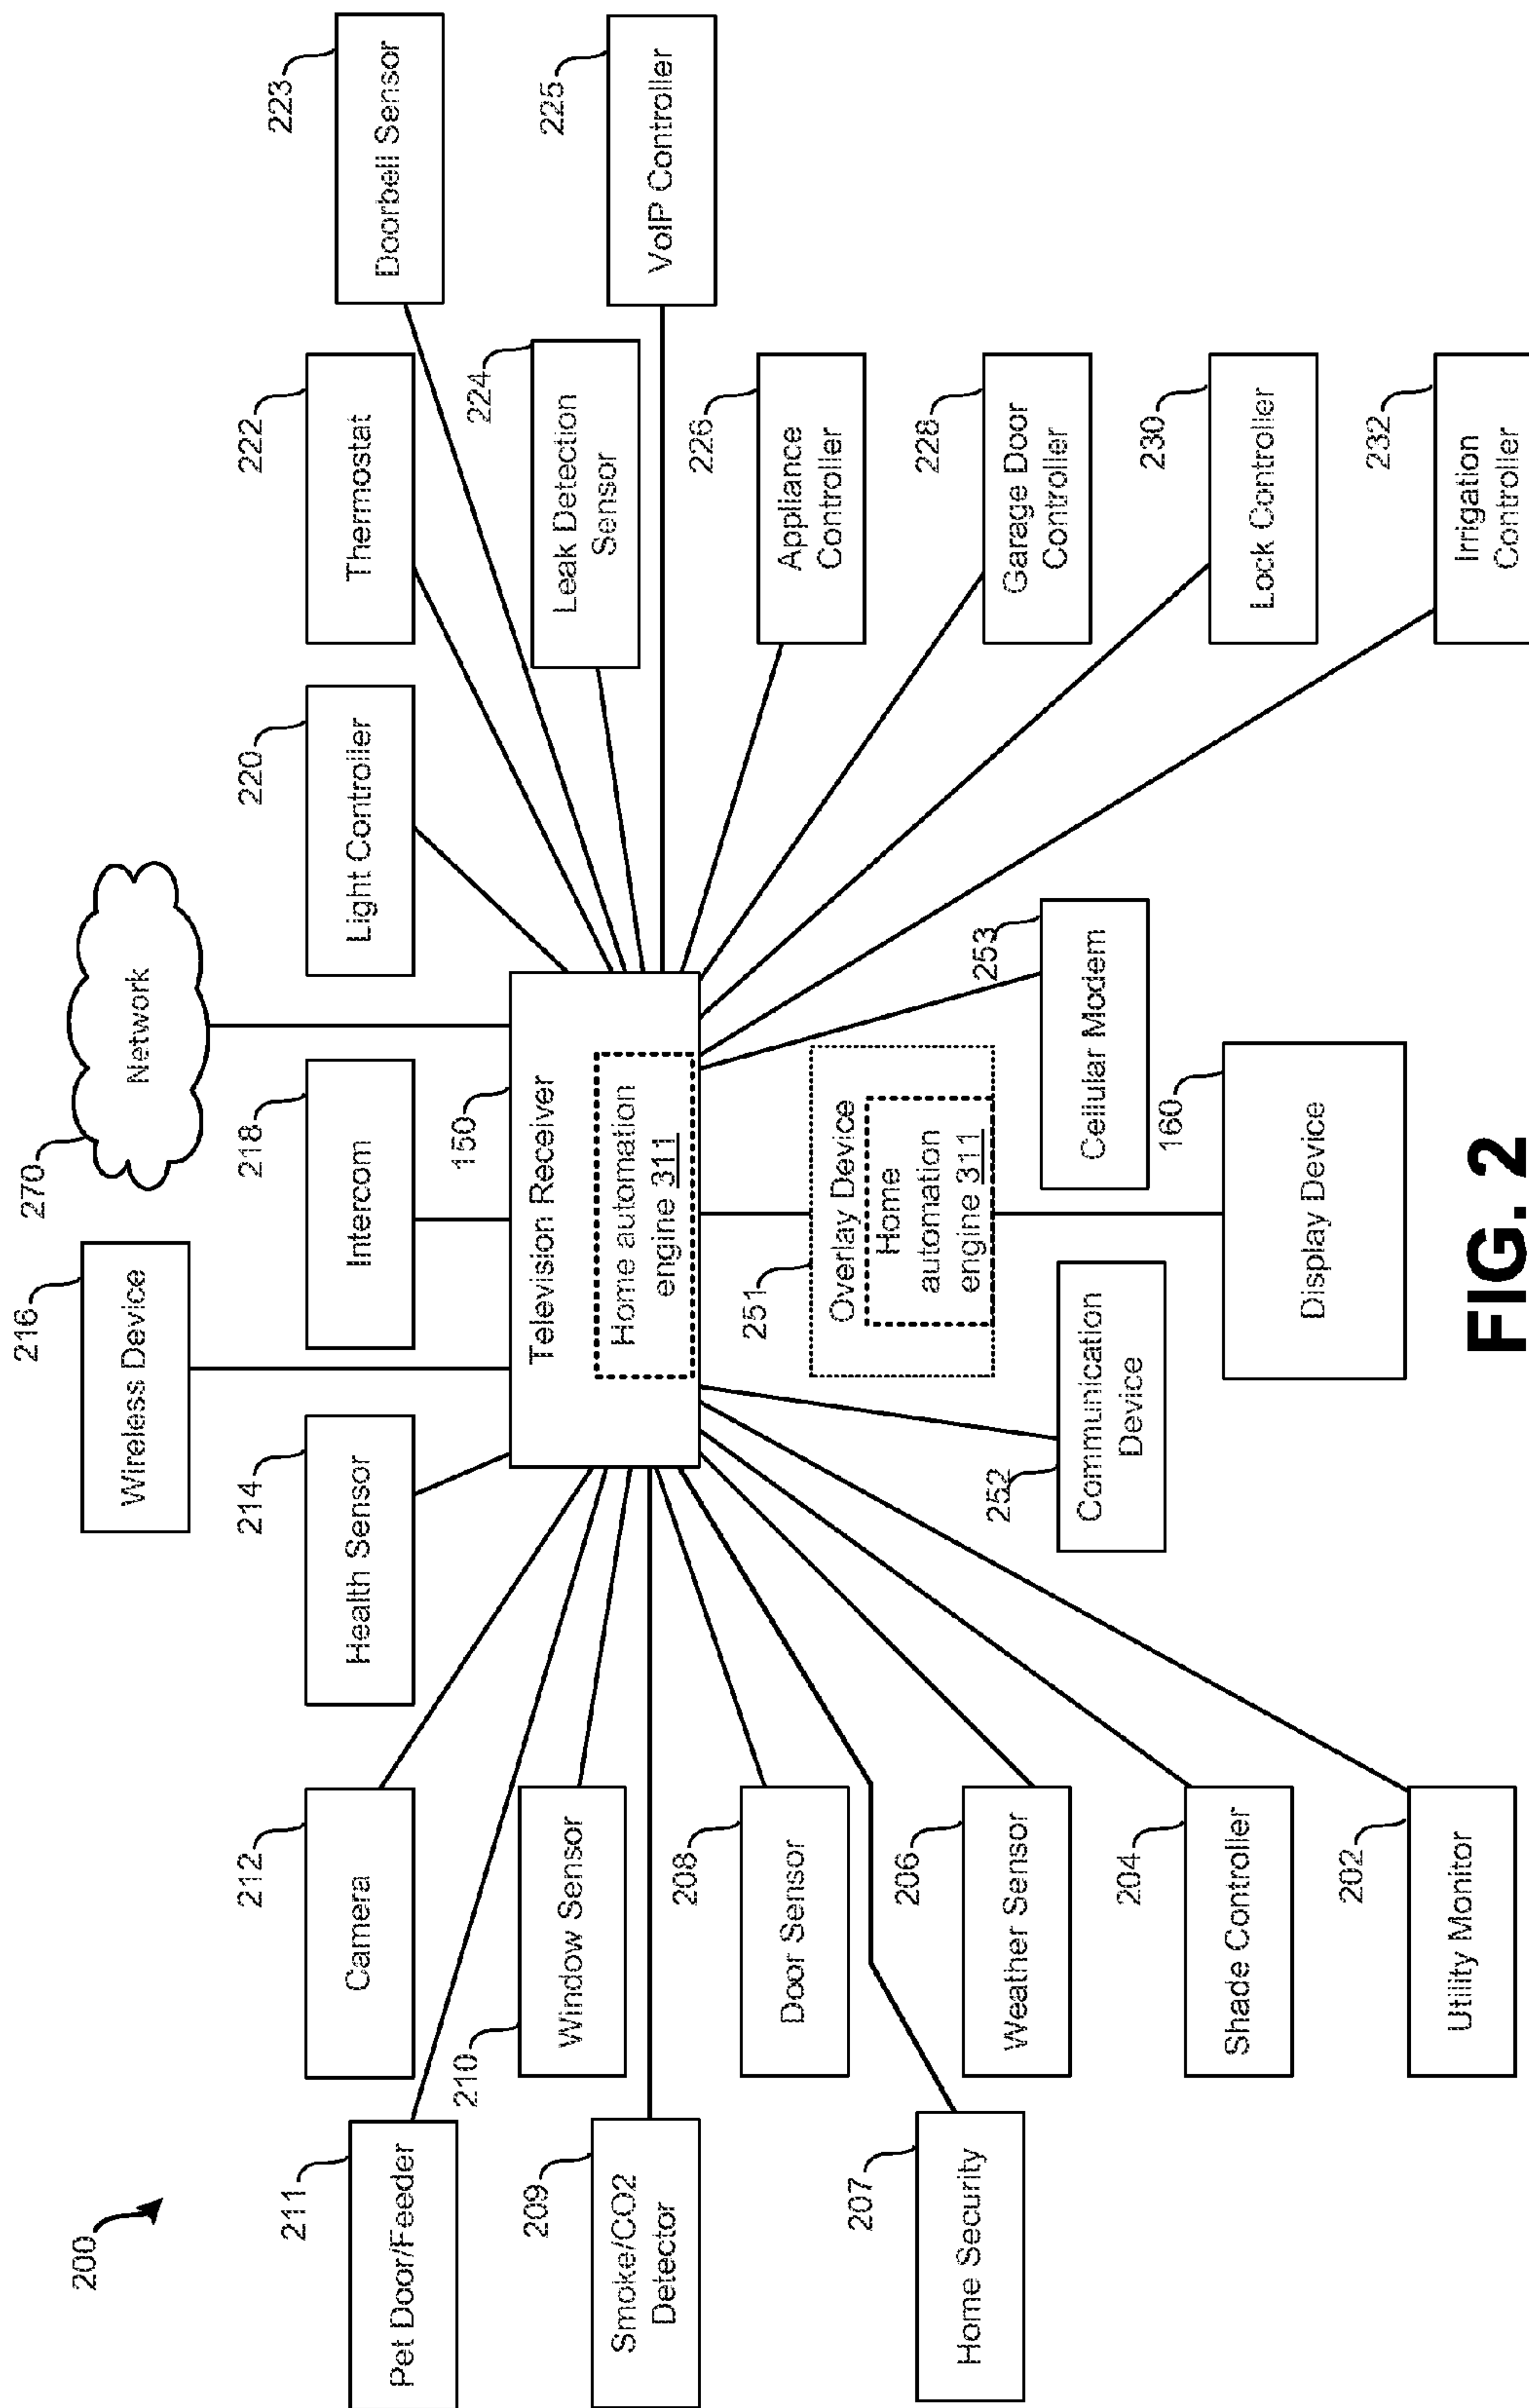 200
270
Network
216
Wireless Device
211
Pet Door/Feeder
212
Camera
214
Health Sensor
218
Intercom
220
Light Controller
222
Thermostat
223
Doorbell Sensor
209
Smoke/CO2
Detector
210
Window Sensor
150
Television Receiver
Home automation
engine 311
224
Leak Detection
Sensor
225
VoIP Controller
208
Door Sensor
226
Appliance
Controller
207
Home Security
206
Weather Sensor
251
Overlay Device
Home
automation
engine 311
228
Garage Door
Controller
252
Communication
Device
253
Cellular Modem
204
Shade Controller
230
Lock Controller
202
Utility Monitor
160
Display Device
232
Irrigation
Controller
FIG. 2